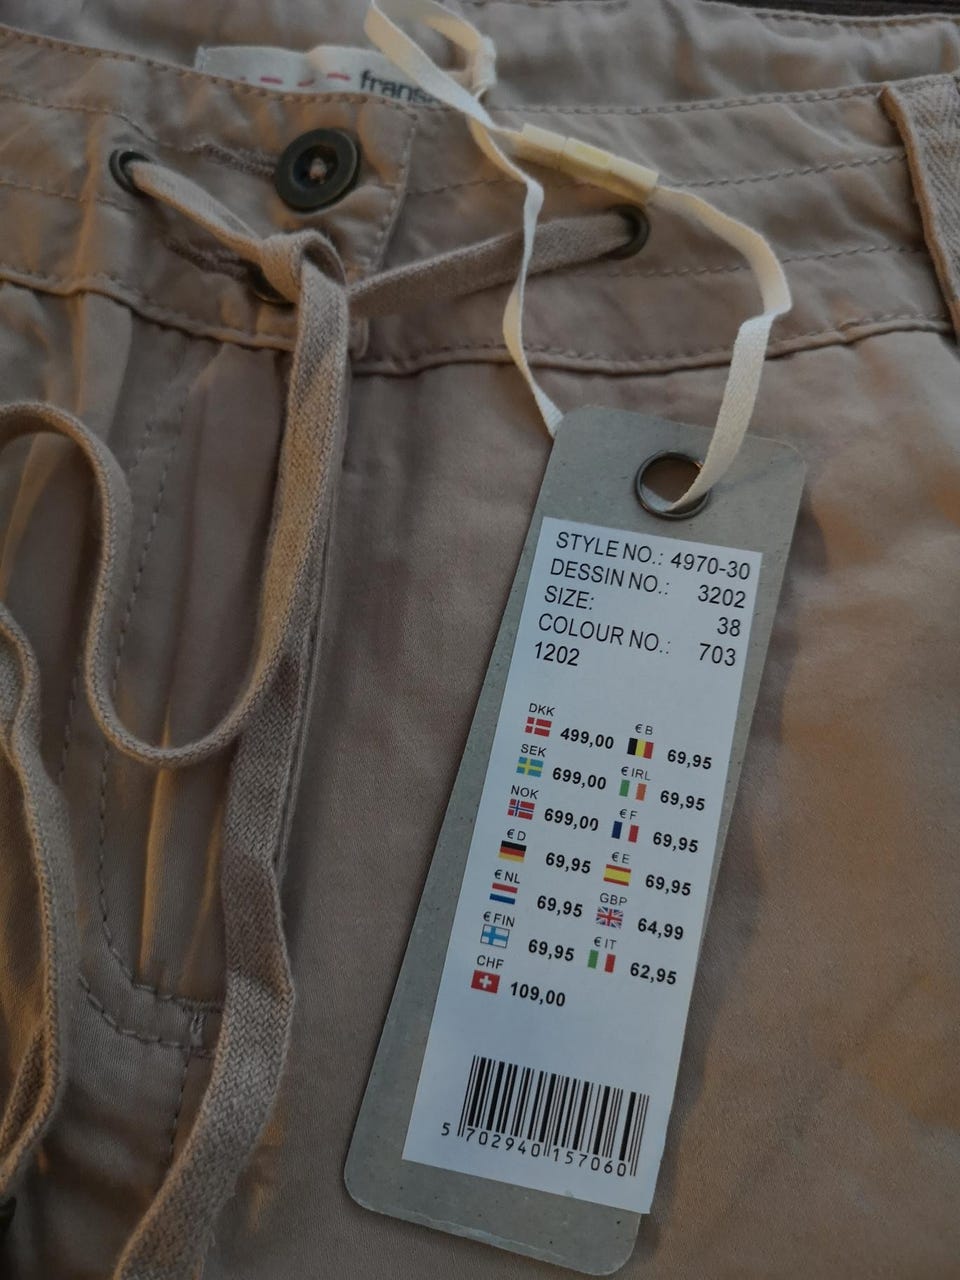 STYLE NO.: 4970-30
DESSIN NO.: 3202
SIZE: 38
COLOUR NO.: 703
1202
DKK 499,00 € B 69,95
SEK 699,00 € IRL 69,95
NOK 699,00 € F 69,95
€ D 69,95 € E 69,95
€ NL 69,95 GBP 64,99
€ FIN 69,95 € IT 62,95
CHF 109,00
5 702940 157060